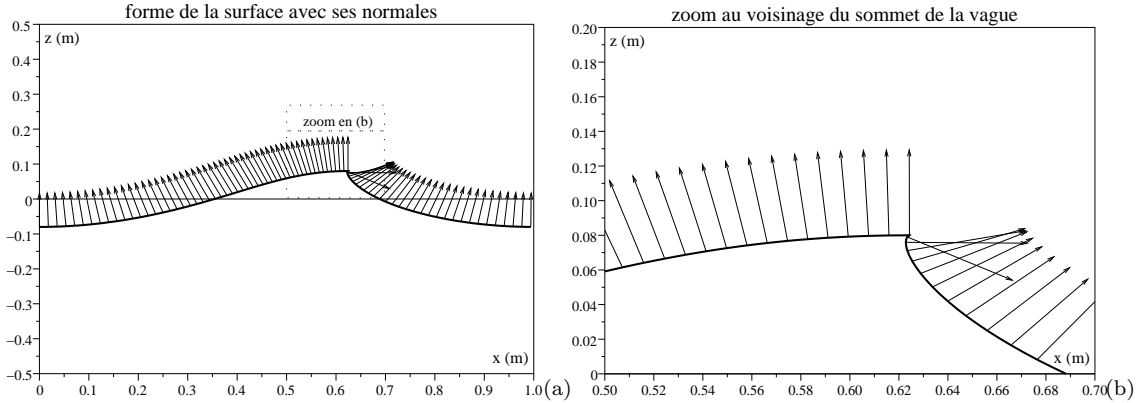 forme de la surface avec ses normales
0.5
0.4
0.3
0.2
0.1
0
−0.1
−0.2
−0.3
−0.4
−0.5
z (m)
zoom en (b)
x (m)
0 0.1 0.2 0.3 0.4 0.5 0.6 0.7 0.8 0.9 1.0
(a)
zoom au voisinage du sommet de la vague
0.20
0.18
0.16
0.14
0.12
0.10
0.08
0.06
0.04
0.02
0
z (m)
x (m)
0.50 0.52 0.54 0.56 0.58 0.60 0.62 0.64 0.66 0.68 0.70
(b)